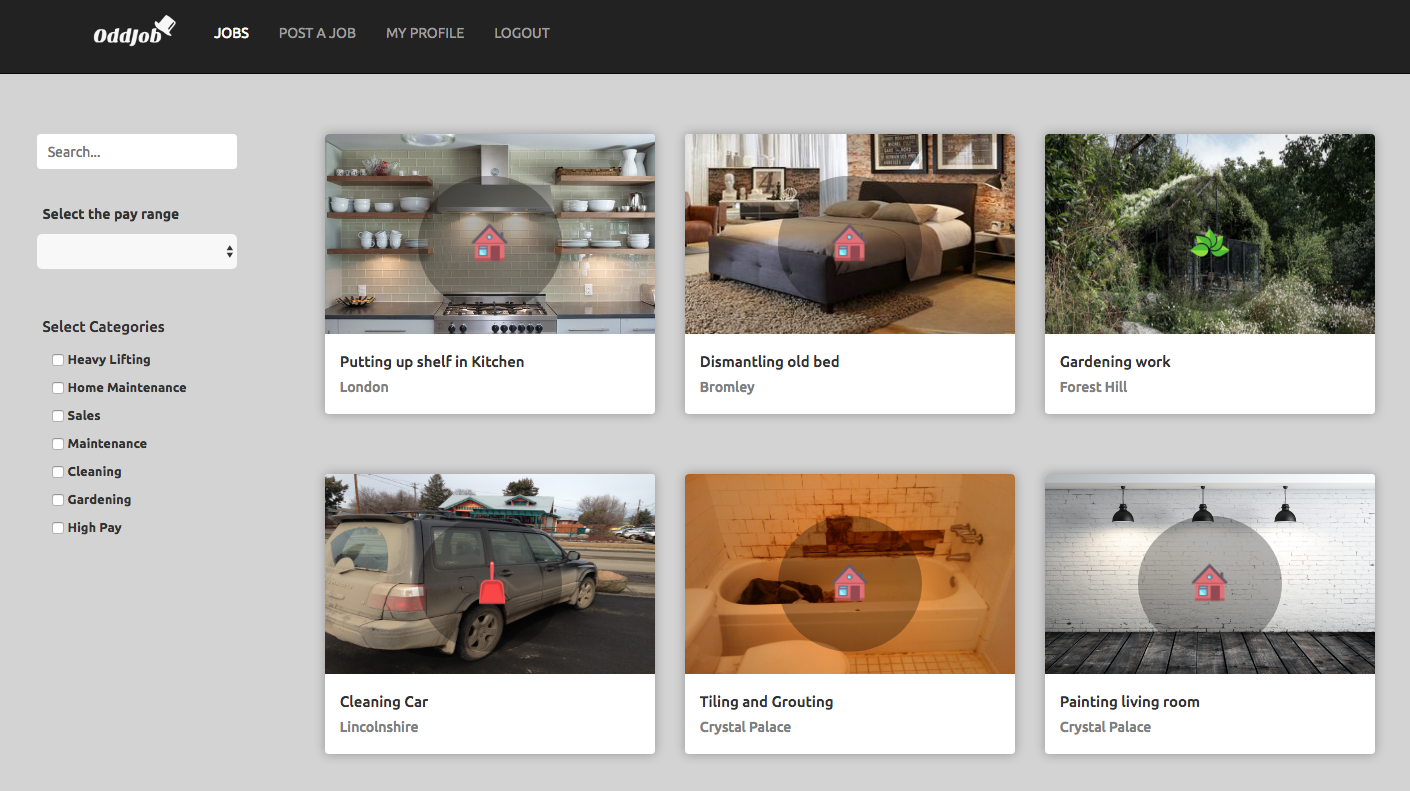 OddJob
JOBS
POST A JOB
MY PROFILE
LOGOUT
Search...
Select the pay range
Select Categories
Heavy Lifting
Home Maintenance
Sales
Maintenance
Cleaning
Gardening
High Pay
Putting up shelf in Kitchen
London
Dismantling old bed
Bromley
Gardening work
Forest Hill
Cleaning Car
Lincolnshire
Tiling and Grouting
Crystal Palace
Painting living room
Crystal Palace